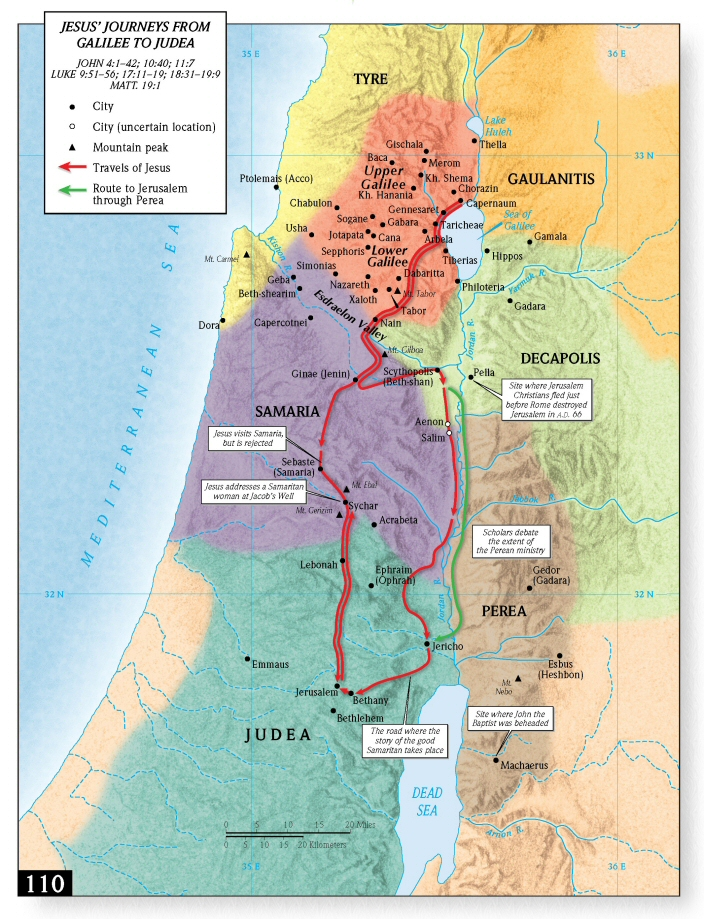 JESUS' JOURNEYS FROM
GALILEE TO JUDEA
JOHN 4:1–42; 10:40; 11:7
LUKE 9:51–56; 17:11–19; 18:31–19:9
MATT. 19:1
City
City (uncertain location)
Mountain peak
Travels of Jesus
Route to Jerusalem
through Perea
35 E
36 E
TYRE
Lake
Huleh
Thella
33 N
Gischala
Baca
Merom
Upper
Galilee
Kh. Shema
Kh. Hanania
Chorazin
GAULANITIS
Ptolemais (Acco)
Chabulon
Capernaum
Gennesaret
Sea of
Galilee
Sogane
Gabara
Taricheae
Usha
Jotapata
Cana
Arbela
Gamala
Sepphoris
Lower
Galilee
Tiberias
Hippos
Kishon R.
Mt. Carmel
Simonias
Geba
Nazareth
Dabaritta
Yarmuk R.
Beth-shearim
Xaloth
Mt. Tabor
Philoteria
Tabor
Gadara
Esdraelon Valley
Dora
Capercotnei
Nain
Jordan R.
Mt. Gilboa
DECAPOLIS
Ginae (Jenin)
Scythopolis
(Beth-shan)
Pella
Site where Jerusalem
Christians fled just
before Rome destroyed
Jerusalem in A.D. 66
SAMARIA
Aenon
Salim
Jesus visits Samaria,
but is rejected
Sebaste
(Samaria)
Jesus addresses a Samaritan
woman at Jacob's Well
Mt. Ebal
Sychar
Mt. Gerizim
Jabbok R.
Acrabeta
Scholars debate
the extent of
the Perean ministry
MEDITERRANEAN SEA
Lebonah
Ephraim
(Ophrah)
Gedor
(Gadara)
32 N
32 N
Jordan R.
PEREA
Jericho
Emmaus
Esbus
(Heshbon)
Mt.
Nebo
Jerusalem
Bethany
Bethlehem
JUDEA
The road where the
story of the good
Samaritan takes place
Site where John the
Baptist was beheaded
Machaerus
DEAD
SEA
0 5 10 15 20 Miles
0 5 10 15 20 Kilometers
Arnon R.
35 E
36 E
110